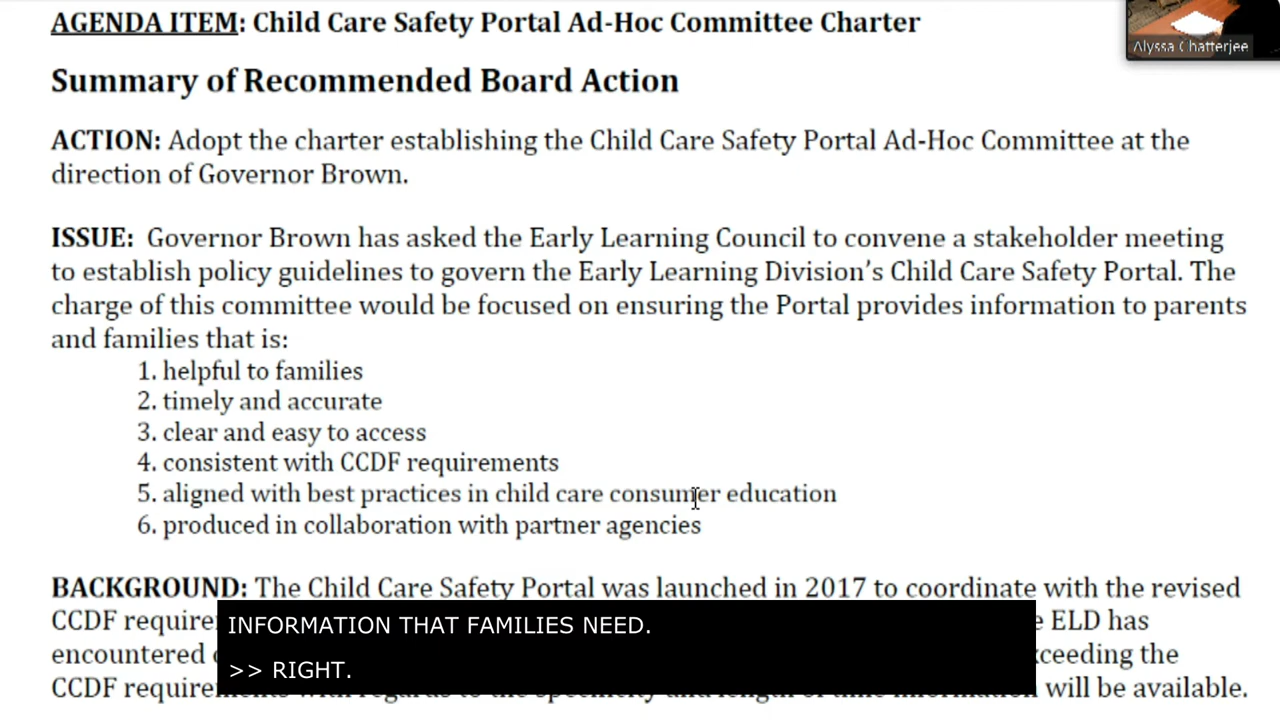 AGENDA ITEM: Child Care Safety Portal Ad-Hoc Committee Charter
Alyssa Chatterjee
Summary of Recommended Board Action
ACTION: Adopt the charter establishing the Child Care Safety Portal Ad-Hoc Committee at the
direction of Governor Brown.
ISSUE: Governor Brown has asked the Early Learning Council to convene a stakeholder meeting
to establish policy guidelines to govern the Early Learning Division's Child Care Safety Portal. The
charge of this committee would be focused on ensuring the Portal provides information to parents
and families that is:
1. helpful to families
2. timely and accurate
3. clear and easy to access
4. consistent with CCDF requirements
5. aligned with best practices in child care consumer education
6. produced in collaboration with partner agencies
BACKGROUND: The Child Care Safety Portal was launched in 2017 to coordinate with the revised
CCDF ELD has
encountered the
CCDF will be available.
INFORMATION THAT FAMILIES NEED.
>> RIGHT.